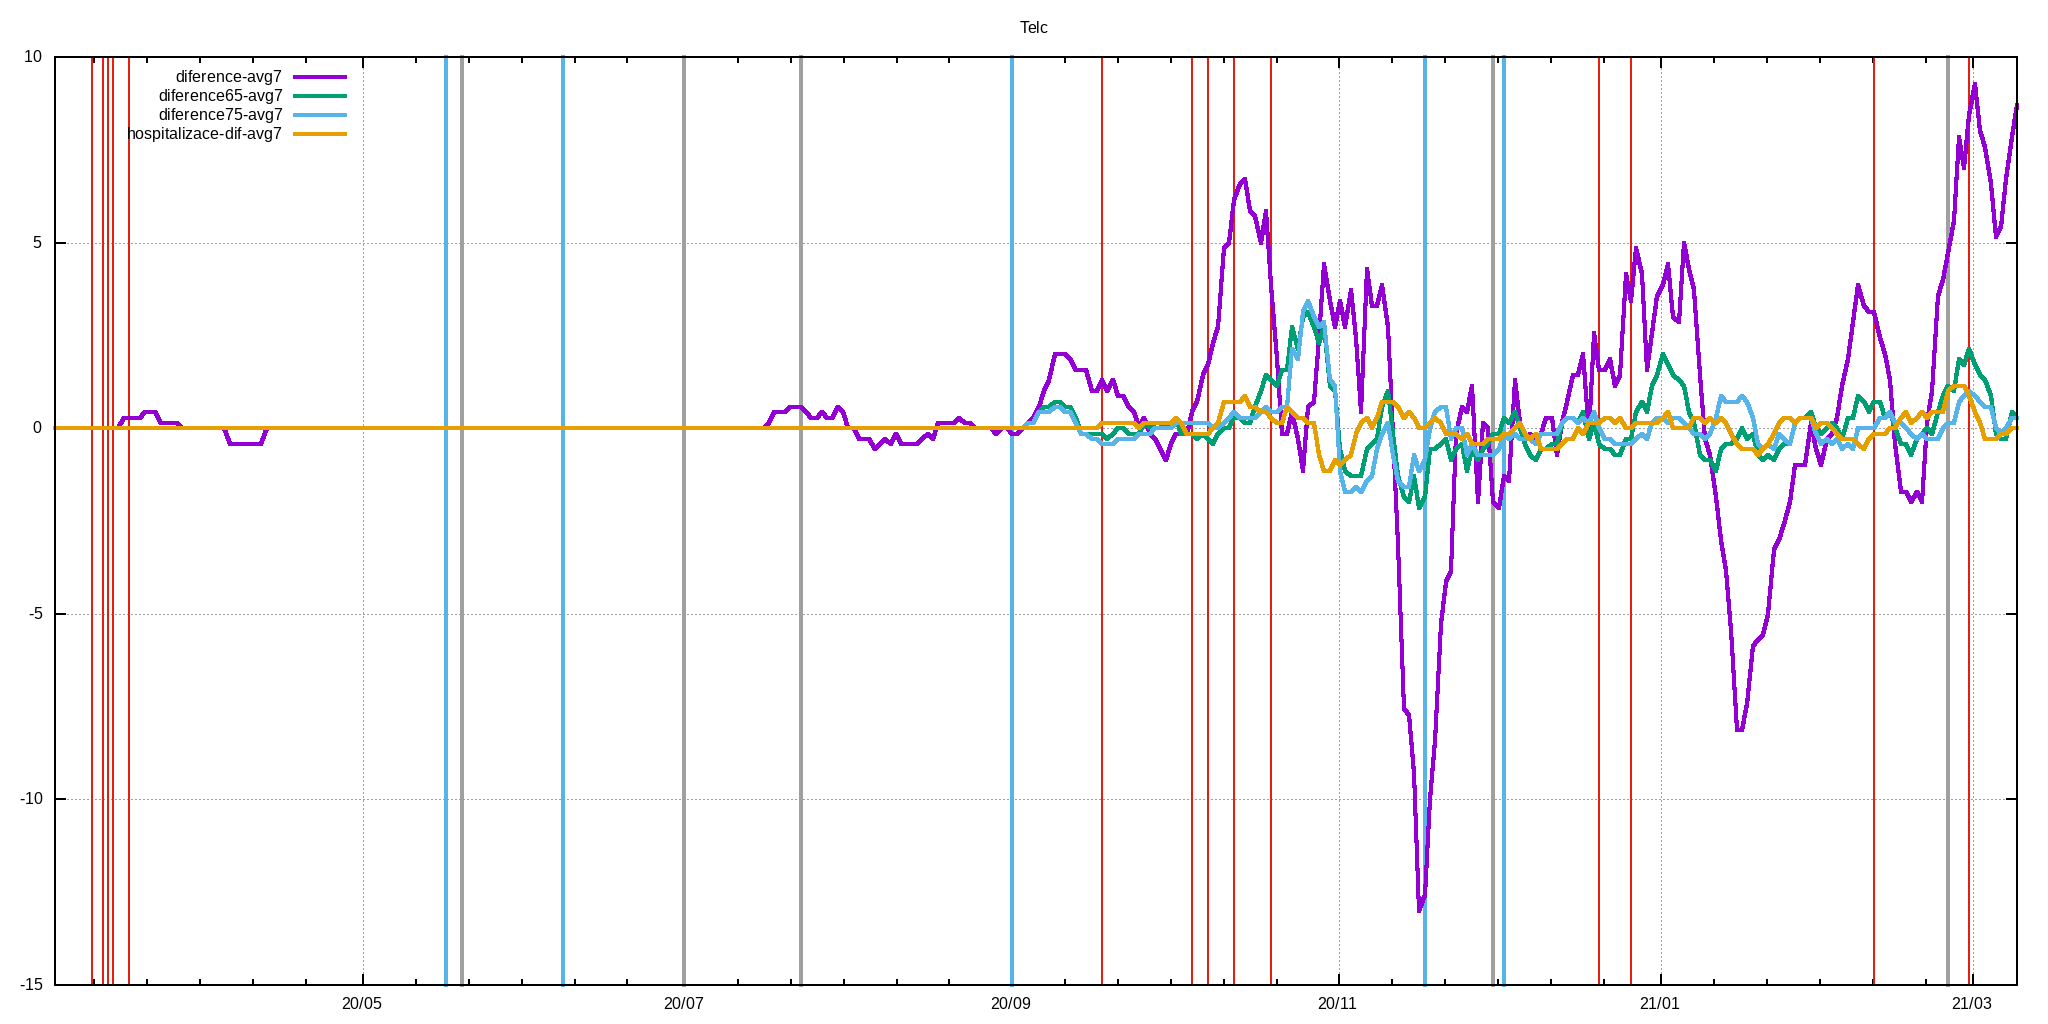 Telc
diference-avg7
diference65-avg7
diference75-avg7
hospitalizace-dif-avg7
10
5
0
-5
-10
-15
20/05 20/07 20/09 20/11 21/01 21/03